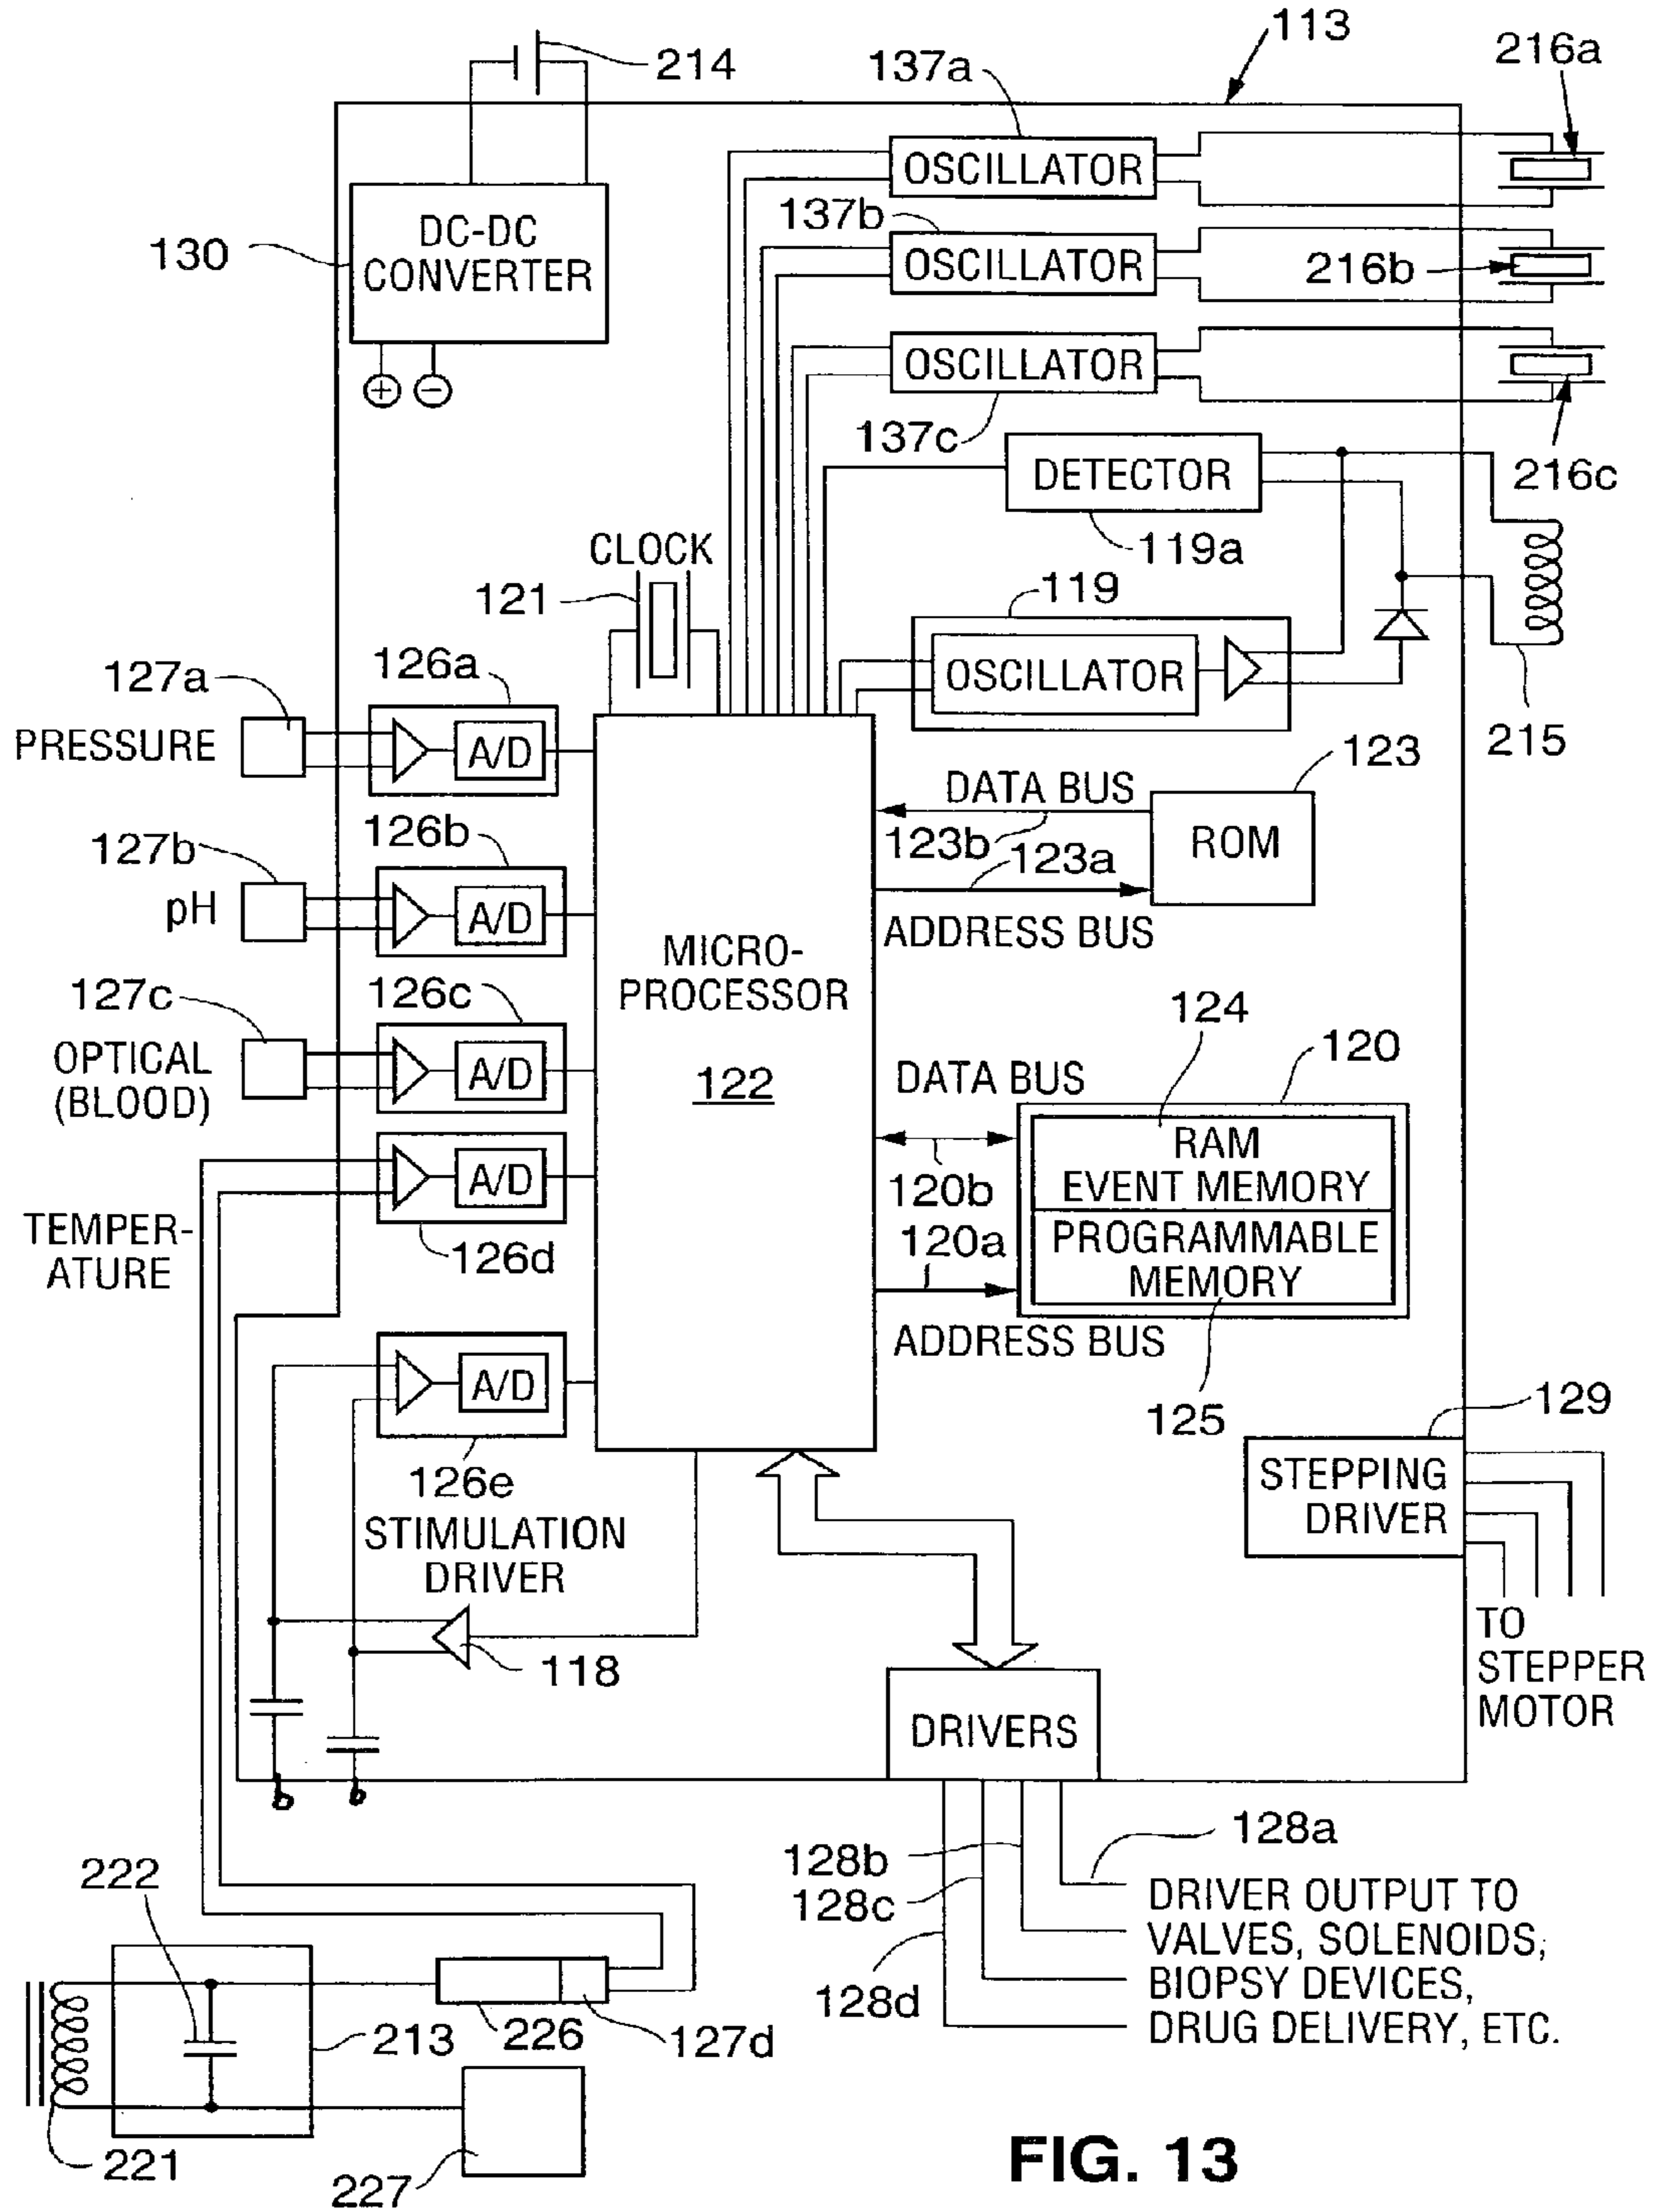 113
216a
214
137a
OSCILLATOR
137b
DC-DC
CONVERTER
130
OSCILLATOR
216b
+
−
OSCILLATOR
137c
216c
DETECTOR
119a
CLOCK
121
119
OSCILLATOR
215
127a
126a
PRESSURE
A/D
123
DATA BUS
123b
ROM
123a
ADDRESS BUS
127b
126b
pH
A/D
MICRO-
PROCESSOR
122
127c
126c
OPTICAL
(BLOOD)
A/D
124
120
DATA BUS
RAM
EVENT MEMORY
120b
A/D
TEMPER-
ATURE
126d
120a
PROGRAMMABLE
MEMORY
ADDRESS BUS
125
A/D
126e
129
STEPPING
DRIVER
STIMULATION
DRIVER
118
TO
STEPPER
MOTOR
DRIVERS
128a
128b
128c
128d
DRIVER OUTPUT TO
VALVES, SOLENOIDS,
BIOPSY DEVICES,
DRUG DELIVERY, ETC.
222
213
226
127d
221
227
FIG. 13